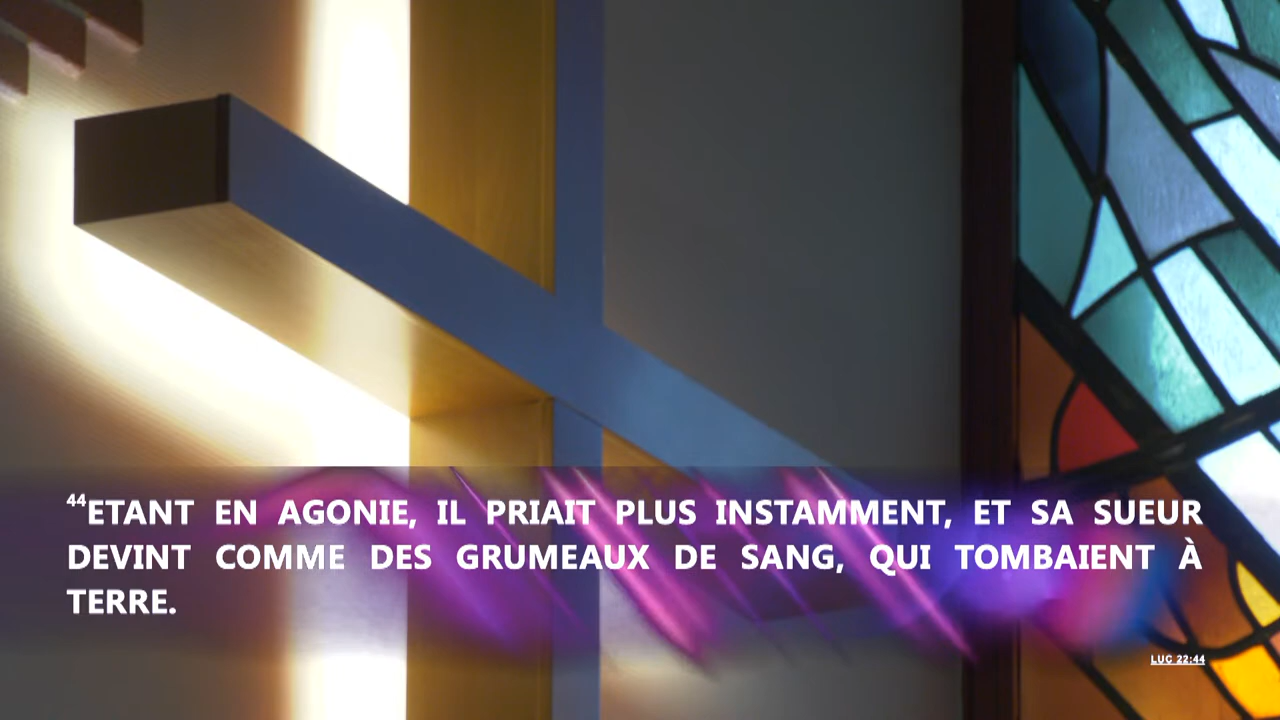 44ETANT EN AGONIE, IL PRIAIT PLUS INSTAMMENT, ET SA SUEUR
DEVINT COMME DES GRUMEAUX DE SANG, QUI TOMBAIENT À
TERRE.
LUC 22:44